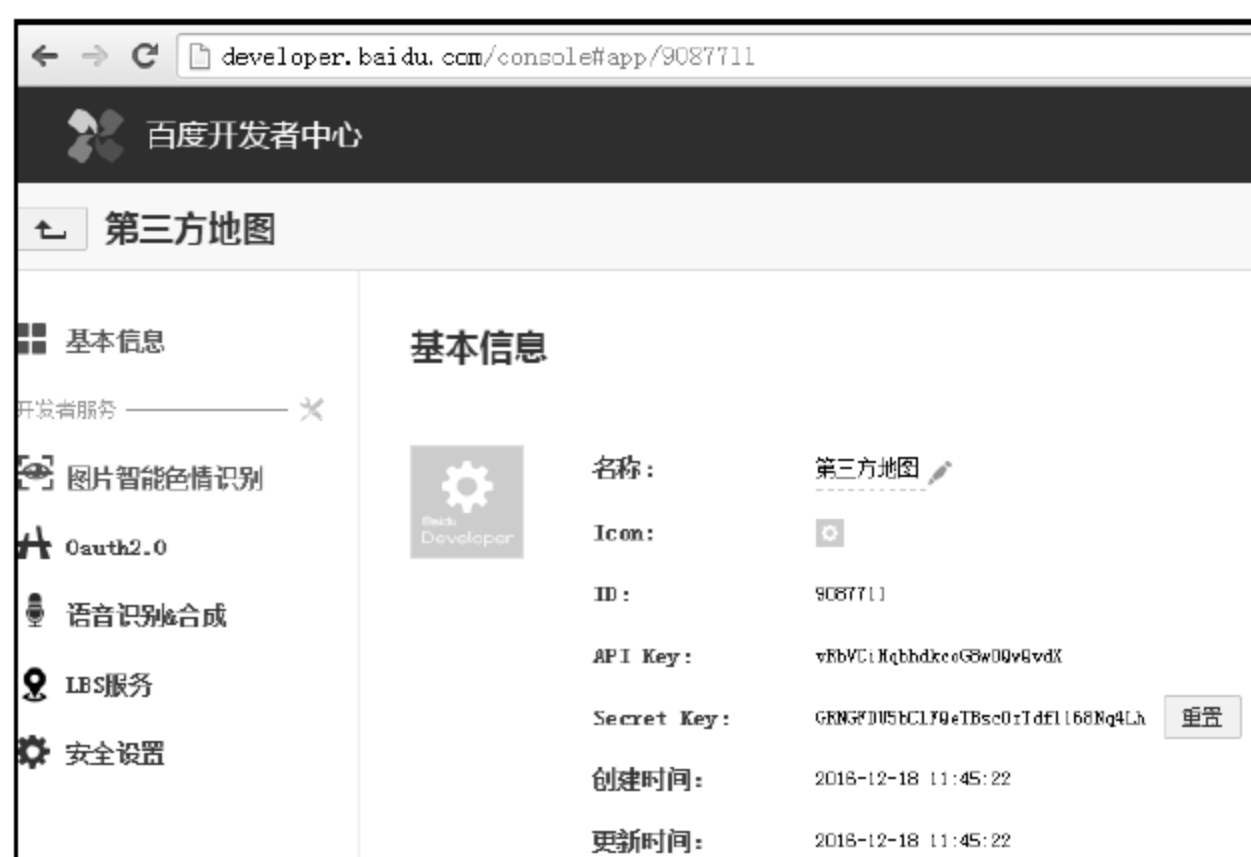 developer.baidu.com/console#app/9087711
百度开发者中心
第三方地图
基本信息
开发者服务
图片智能色情识别
Oauth2.0
语音识别&合成
LBS服务
安全设置
基本信息
Baidu
Developer
名称：
第三方地图
Icon:
ID:
9087711
API Key:
Secret Key:
重置
创建时间：
2016-12-18 11:45:22
更新时间：
2016-12-18 11:45:22